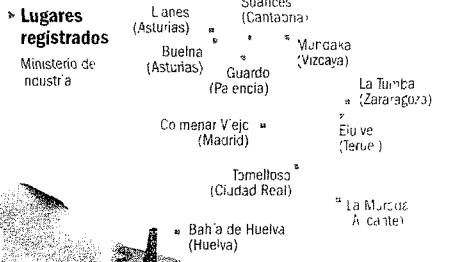 Lugares
registrados
Ministerio de
Llanes
(Asturias)
Suances
(Cantabria)
Buelna
(Asturias)
Mundaka
(Vizcaya)
Guardo
(Palencia)
La Tumba
(Zararagoza)
Colmenar Viejo
(Madrid)
(Teruel)
Tomelloso
(Ciudad Real)
La Murada
Alicante)
Bahía de Huelva
(Huelva)